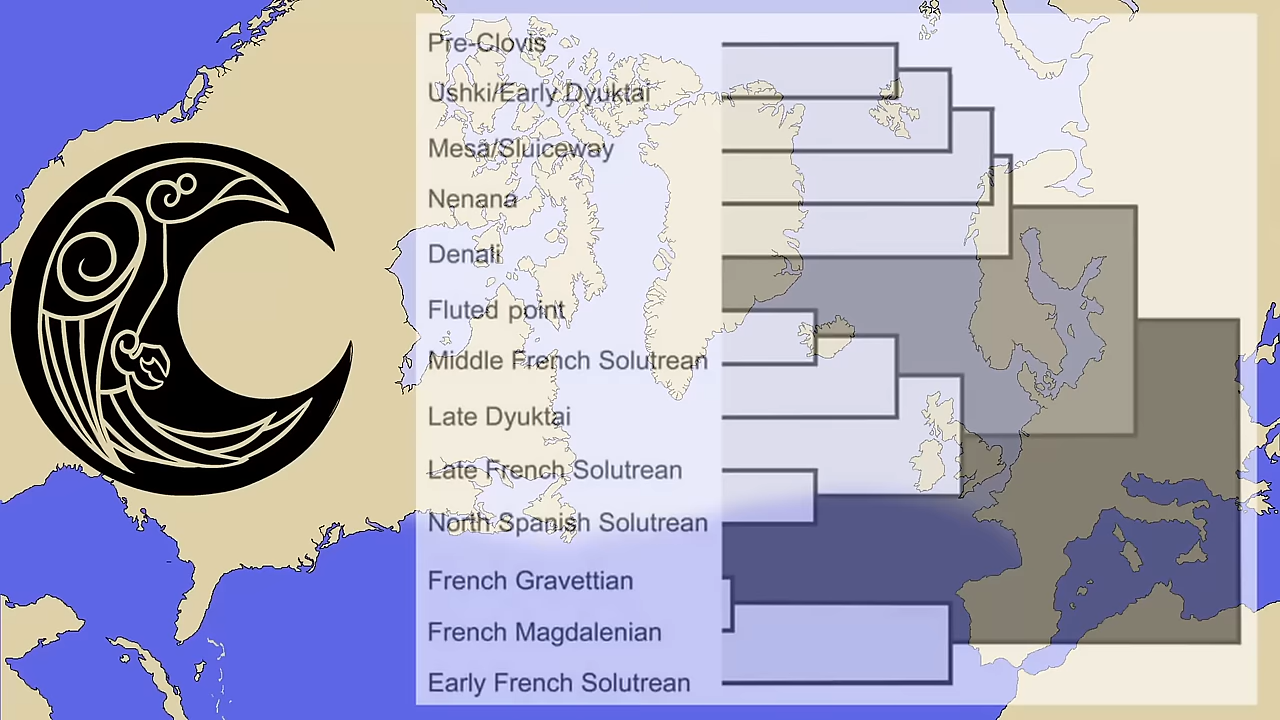 Pre-Clovis
Ushki/Early Dyuktai
Mesa/Sluiceway
Nenana
Denali
Fluted point
Middle French Solutrean
Late Dyuktai
Late French Solutrean
North Spanish Solutrean
French Gravettian
French Magdalenian
Early French Solutrean